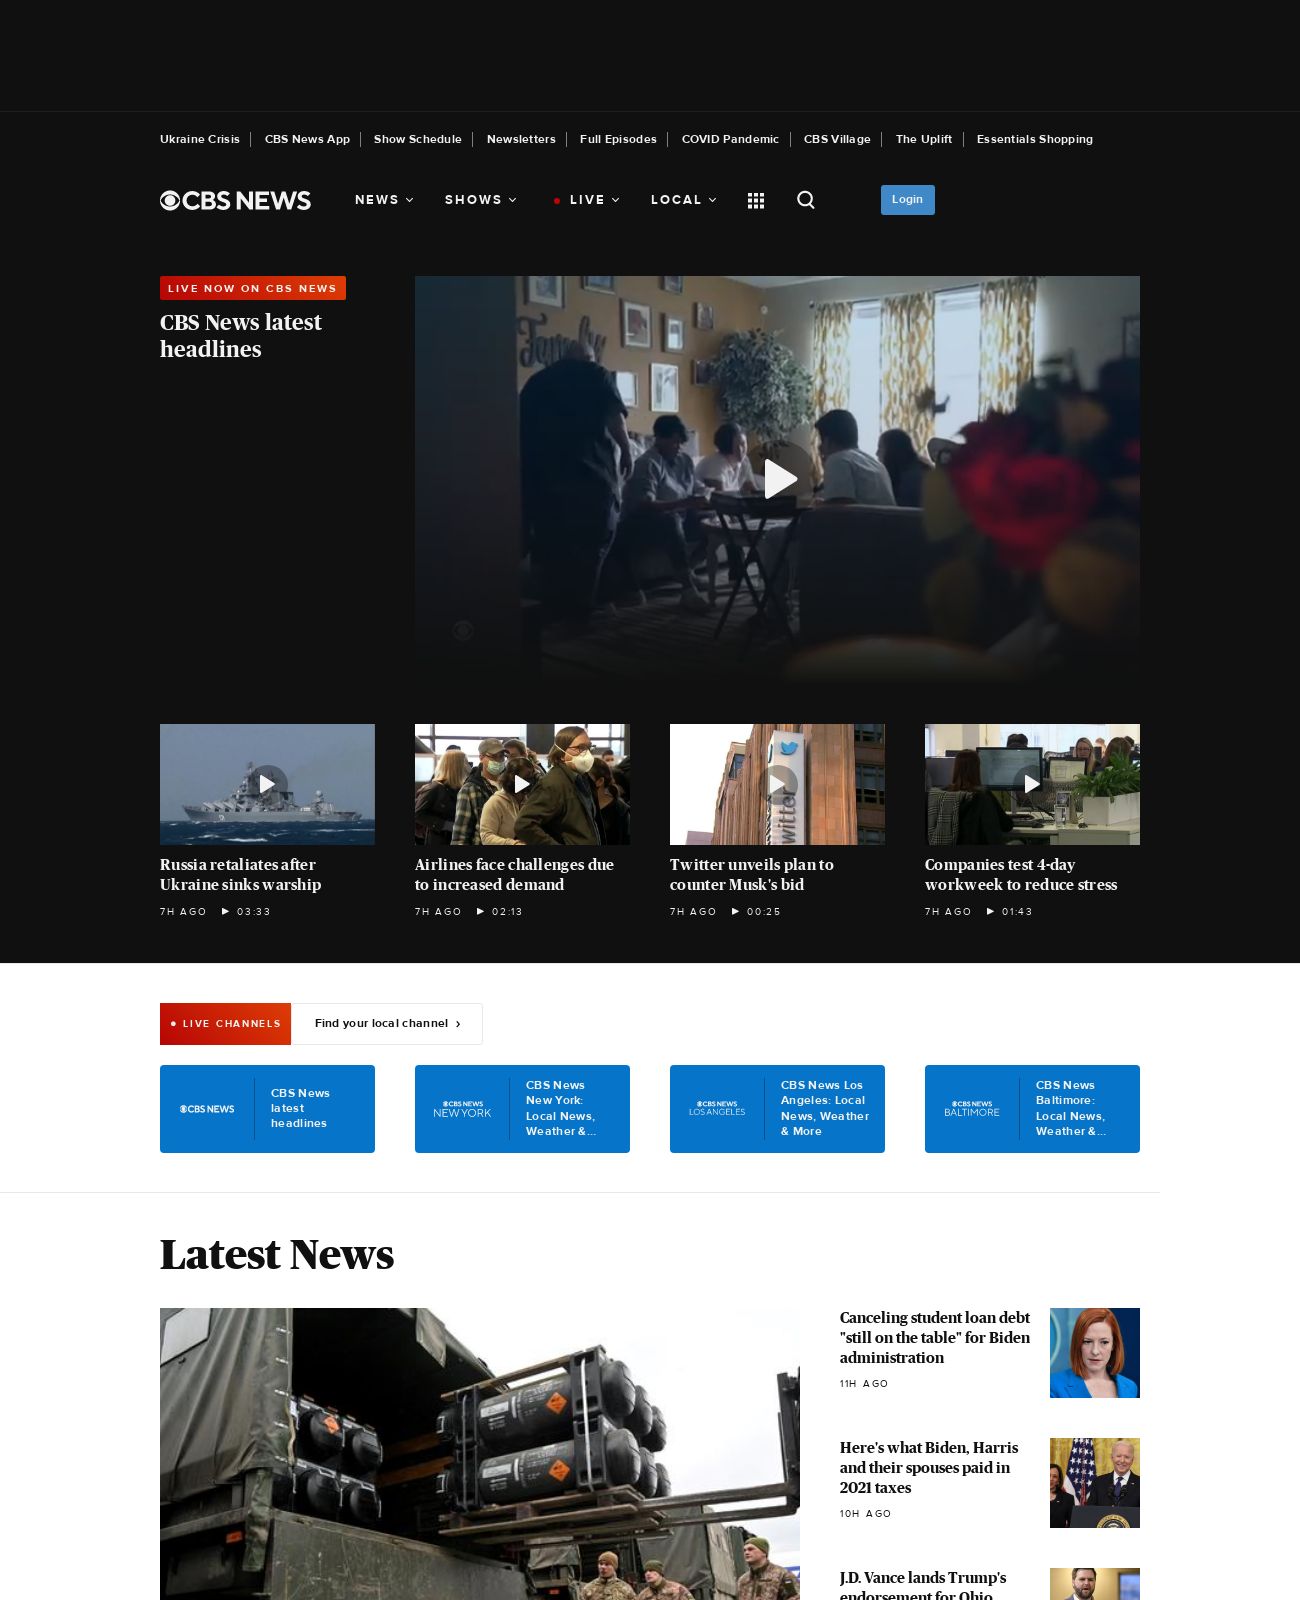 Ukraine Crisis
CBS News App
Show Schedule
Newsletters
Full Episodes
COVID Pandemic
CBS Village
The Uplift
Essentials Shopping
CBS NEWS
NEWS
SHOWS
LIVE
LOCAL
Login
LIVE NOW ON CBS NEWS
CBS News latest
headlines
Family
twitter
Russia retaliates after
Ukraine sinks warship
7H AGO
03:33
Airlines face challenges due
to increased demand
7H AGO
02:13
Twitter unveils plan to
counter Musk's bid
7H AGO
00:25
Companies test 4-day
workweek to reduce stress
7H AGO
01:43
LIVE CHANNELS
Find your local channel ›
CBS NEWS
CBS News
latest
headlines
CBS NEWS
NEW YORK
CBS News
New York:
Local News,
Weather &...
CBS NEWS
LOS ANGELES
CBS News Los
Angeles: Local
News, Weather
& More
CBS NEWS
BALTIMORE
CBS News
Baltimore:
Local News,
Weather &...
Latest News
Canceling student loan debt
"still on the table" for Biden
administration
11H AGO
Here's what Biden, Harris
and their spouses paid in
2021 taxes
10H AGO
J.D. Vance lands Trump's
endorsement for Ohio